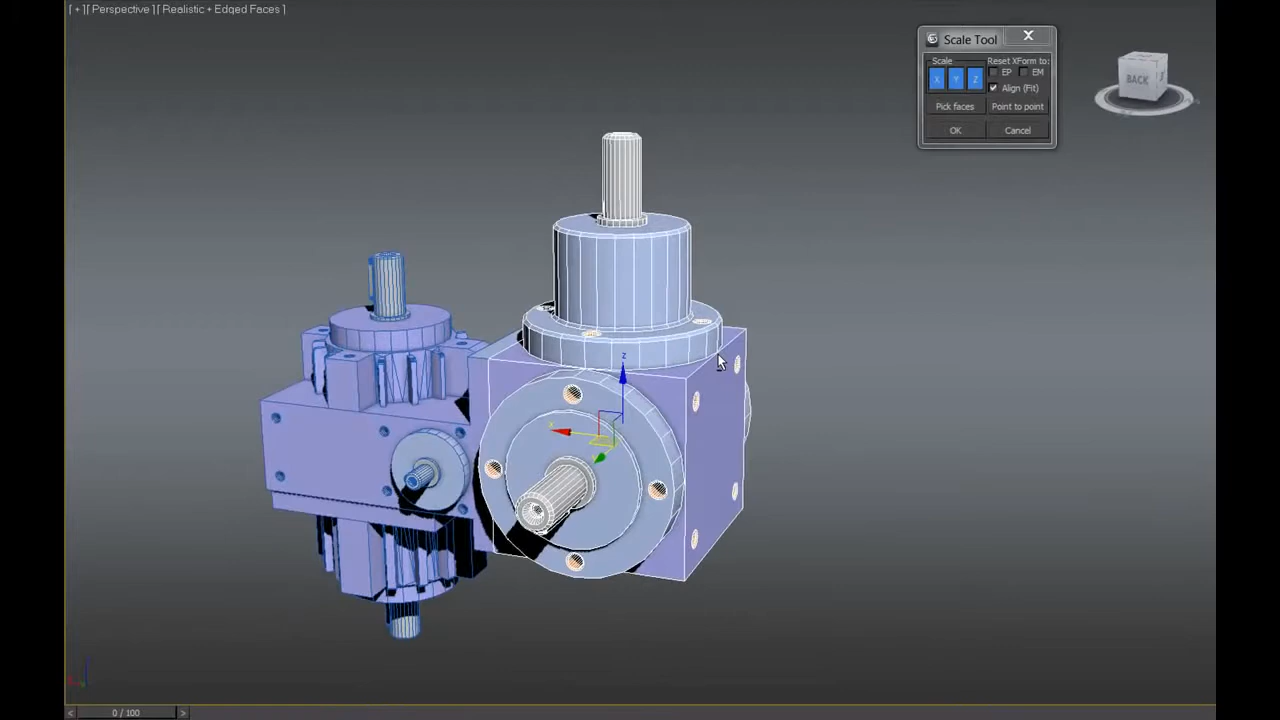 [ + ][ Perspective ][ Realistic + Edged Faces ]
Scale Tool X
Scale Reset XForm to:
X Y Z EP EM
Align (Fit)
Pick faces Point to point
OK Cancel
BACK
z
x
< 0 / 100 >